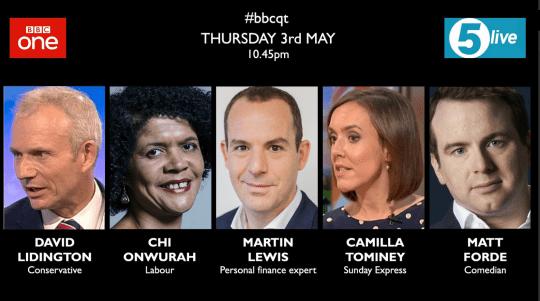 BBC
one
#bbcqt
THURSDAY 3rd MAY
10.45pm
5 live
DAVID
LIDINGTON
Conservative
CHI
ONWURAH
Labour
MARTIN
LEWIS
Personal finance expert
CAMILLA
TOMINEY
Sunday Express
MATT
FORDE
Comedian